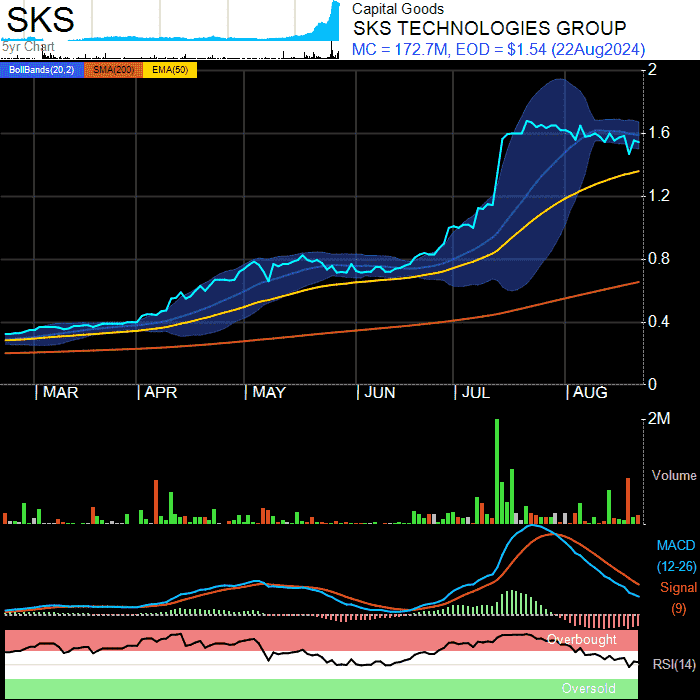 SKS
5yr Chart
Capital Goods
SKS TECHNOLOGIES GROUP
MC = 172.7M, EOD = $1.54 (22Aug2024)
BollBands(20,2) SMA(200) EMA(50)
2
1.6
1.2
0.8
0.4
0
MAR APR MAY JUN JUL AUG
2M
Volume
MACD
(12-26)
Signal
(9)
Overbought
RSI(14)
Oversold